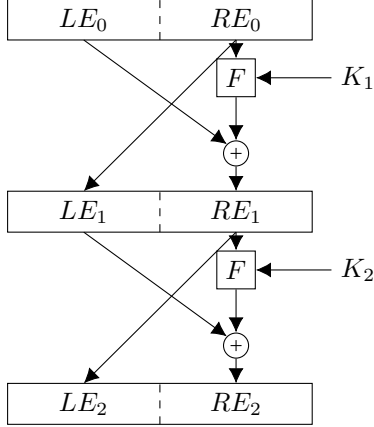 LE₀ RE₀
F K₁
+
LE₁ RE₁
F K₂
+
LE₂ RE₂